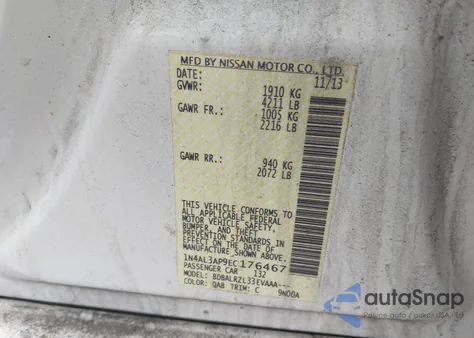 MFD BY NISSAN MOTOR CO., LTD.
DATE: 11/13
GVWR: 1910 KG
4211 LB
GAWR FR.: 1005 KG
2216 LB
GAWR RR.: 940 KG
2072 LB
THIS VEHICLE CONFORMS TO
ALL APPLICABLE FEDERAL
MOTOR VEHICLE SAFETY,
BUMPER, AND THEFT
PREVENTION STANDARDS
IN EFFECT ON THE DATE OF
MANUFACTURE SHOWN ABOVE.
1N4AL3AP9EC176467
PASSENGER CAR 132
MODEL: BDBALRZL33EVAAA---
COLOR: QAB TRIM: C 9N00A
autoSnap